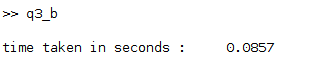 >> q3_b
time taken in seconds :     0.0857